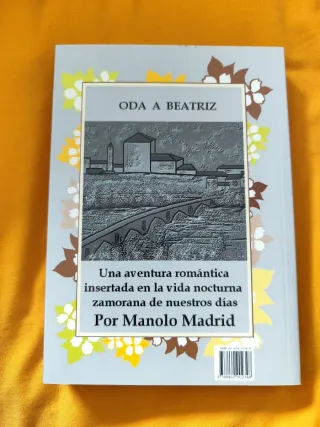 ODA A BEATRIZ
Una aventura romántica
insertada en la vida nocturna
zamorana de nuestros días
Por Manolo Madrid